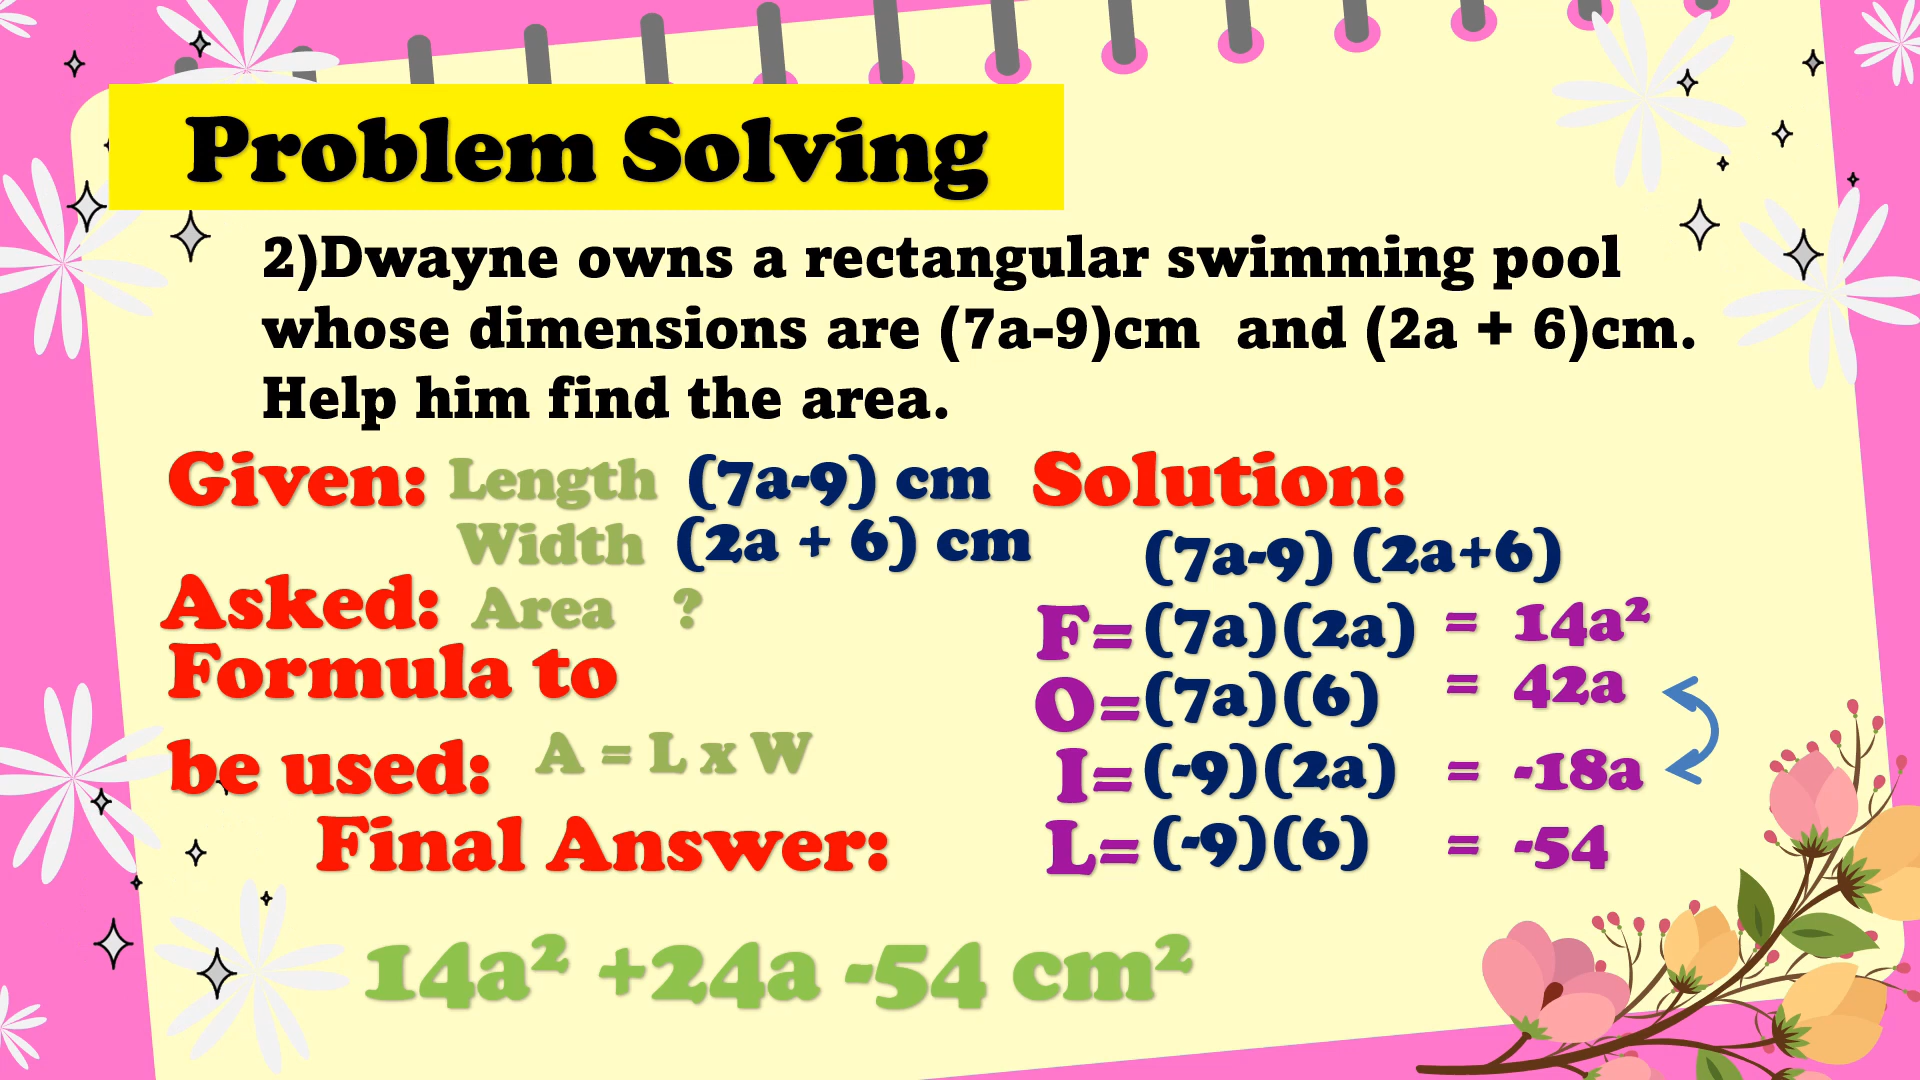 Problem Solving
2)Dwayne owns a rectangular swimming pool
whose dimensions are (7a-9)cm and (2a + 6)cm.
Help him find the area.
Given: Length (7a-9) cm
Width (2a + 6) cm
Asked: Area ?
Formula to
be used: A = L x W
Final Answer:
14a² +24a -54 cm²
Solution:
(7a-9) (2a+6)
F= (7a)(2a) = 14a²
O= (7a)(6) = 42a
I= (-9)(2a) = -18a
L= (-9)(6) = -54